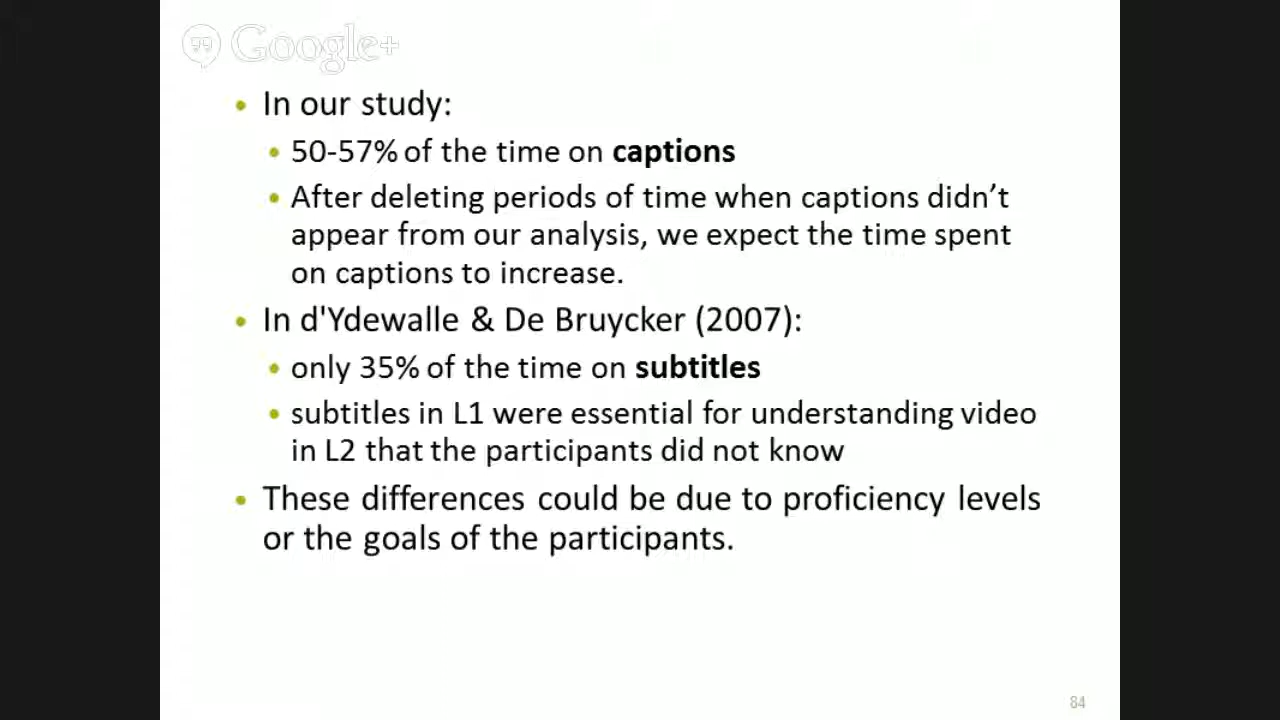 Google+
In our study:
50-57% of the time on captions
After deleting periods of time when captions didn’t
appear from our analysis, we expect the time spent
on captions to increase.
In d'Ydewalle & De Bruycker (2007):
only 35% of the time on subtitles
subtitles in L1 were essential for understanding video
in L2 that the participants did not know
These differences could be due to proficiency levels
or the goals of the participants.
84